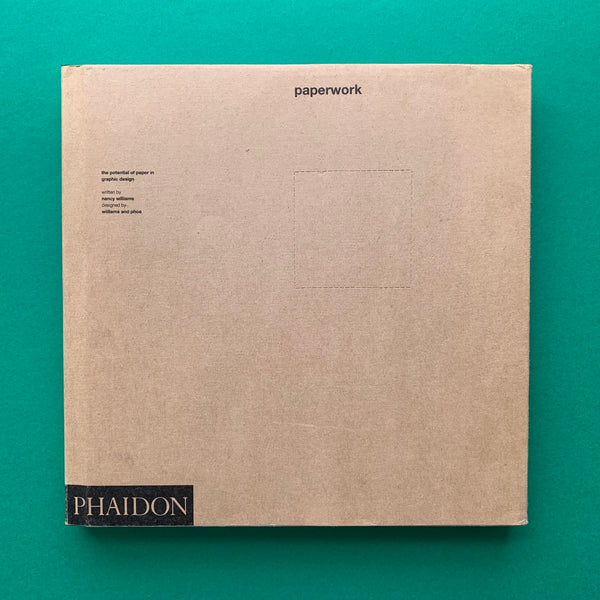 paperwork
the potential of paper in
graphic design
written by
nancy williams
designed by
williams and phoa
PHAIDON